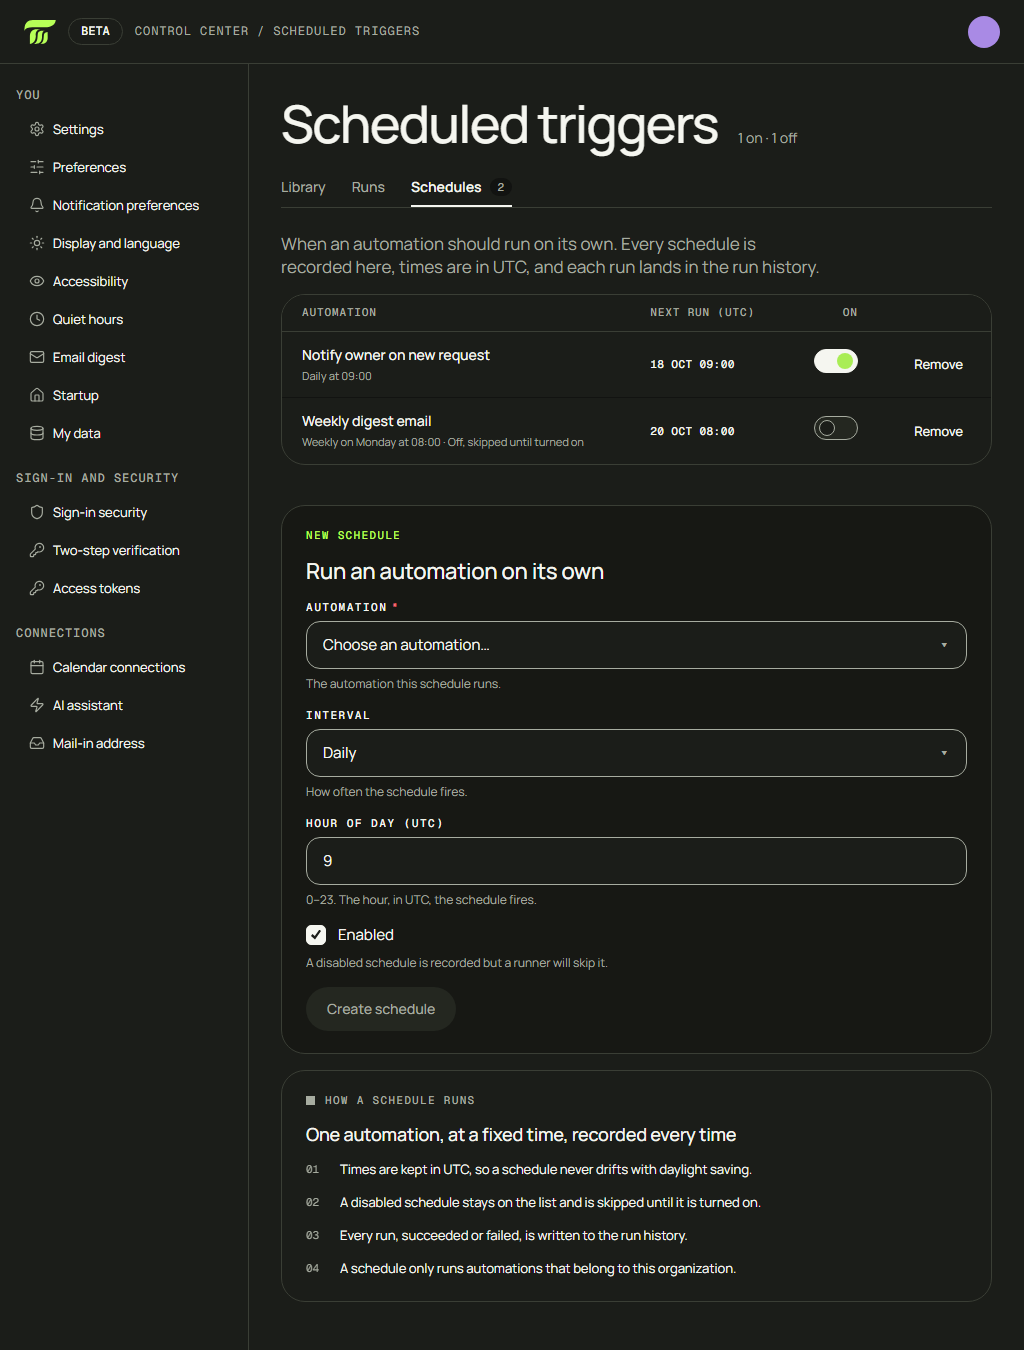 BETA
CONTROL CENTER / SCHEDULED TRIGGERS
YOU
Settings
Preferences
Notification preferences
Display and language
Accessibility
Quiet hours
Email digest
Startup
My data
SIGN-IN AND SECURITY
Sign-in security
Two-step verification
Access tokens
CONNECTIONS
Calendar connections
AI assistant
Mail-in address
Scheduled triggers 1 on · 1 off
Library Runs Schedules 2
When an automation should run on its own. Every schedule is
recorded here, times are in UTC, and each run lands in the run history.
AUTOMATION NEXT RUN (UTC) ON
Notify owner on new request
Daily at 09:00
18 OCT 09:00
Remove
Weekly digest email
Weekly on Monday at 08:00 · Off, skipped until turned on
20 OCT 08:00
Remove
NEW SCHEDULE
Run an automation on its own
AUTOMATION *
Choose an automation...
The automation this schedule runs.
INTERVAL
Daily
How often the schedule fires.
HOUR OF DAY (UTC)
9
0–23. The hour, in UTC, the schedule fires.
Enabled
A disabled schedule is recorded but a runner will skip it.
Create schedule
HOW A SCHEDULE RUNS
One automation, at a fixed time, recorded every time
01 Times are kept in UTC, so a schedule never drifts with daylight saving.
02 A disabled schedule stays on the list and is skipped until it is turned on.
03 Every run, succeeded or failed, is written to the run history.
04 A schedule only runs automations that belong to this organization.